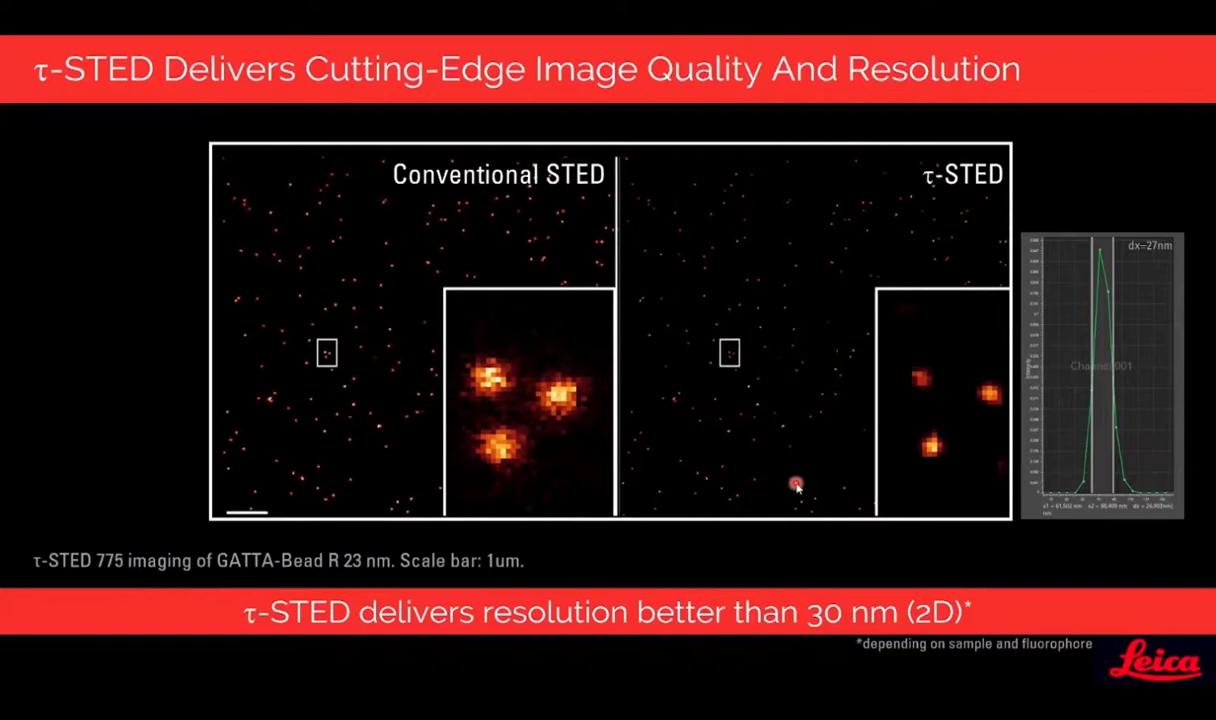 τ-STED Delivers Cutting-Edge Image Quality And Resolution
Conventional STED
τ-STED
dx=27nm
Channel 001
τ-STED 775 imaging of GATTA-Bead R 23 nm. Scale bar: 1um.
τ-STED delivers resolution better than 30 nm (2D)*
*depending on sample and fluorophore
Leica